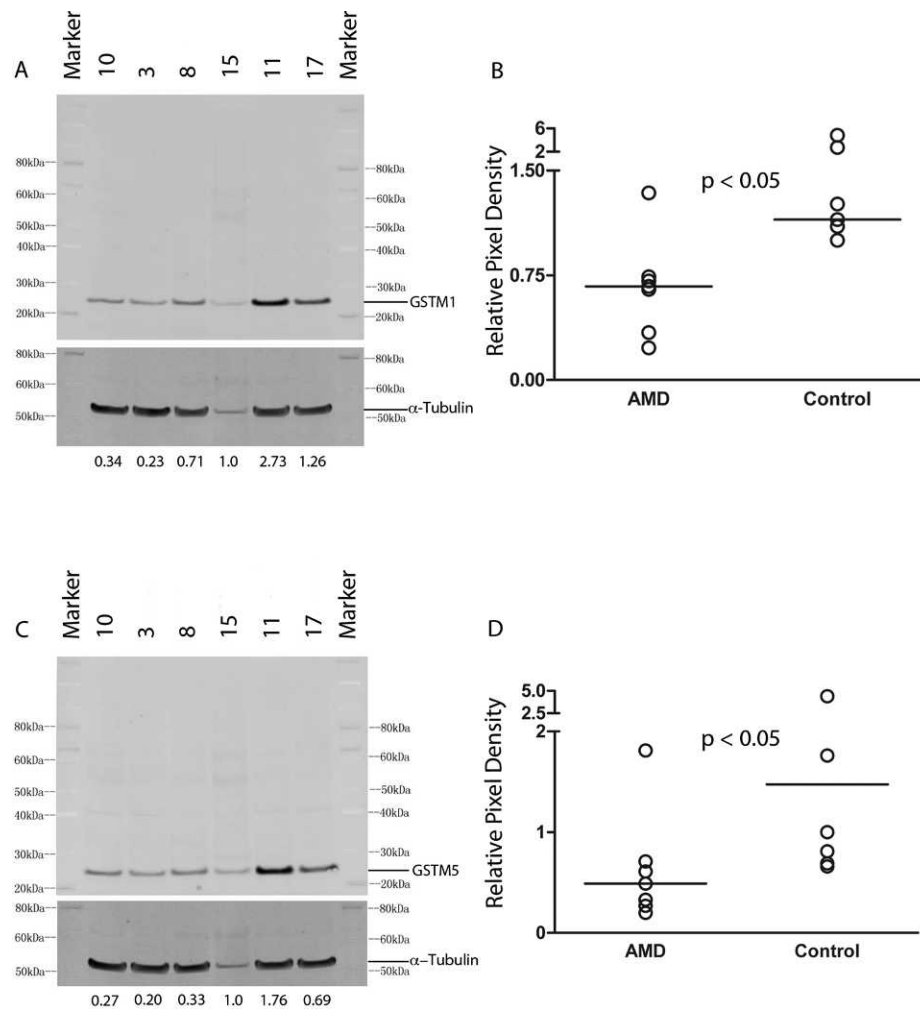 A
Marker
10
3
8
15
11
17
Marker
80kDa
60kDa
50kDa
40kDa
30kDa
20kDa
80kDa
60kDa
50kDa
40kDa
30kDa
20kDa
GSTM1
80kDa
60kDa
50kDa
80kDa
60kDa
50kDa
α-Tubulin
0.34 0.23 0.71 1.0 2.73 1.26
B
Relative Pixel Density
6
2
1.50
0.75
0.00
p < 0.05
AMD Control
C
Marker
10
3
8
15
11
17
Marker
80kDa
60kDa
50kDa
40kDa
30kDa
20kDa
80kDa
60kDa
50kDa
40kDa
30kDa
20kDa
GSTM5
80kDa
60kDa
50kDa
80kDa
60kDa
50kDa
α-Tubulin
0.27 0.20 0.33 1.0 1.76 0.69
D
Relative Pixel Density
5.0
2.5
2
1
0
p < 0.05
AMD Control